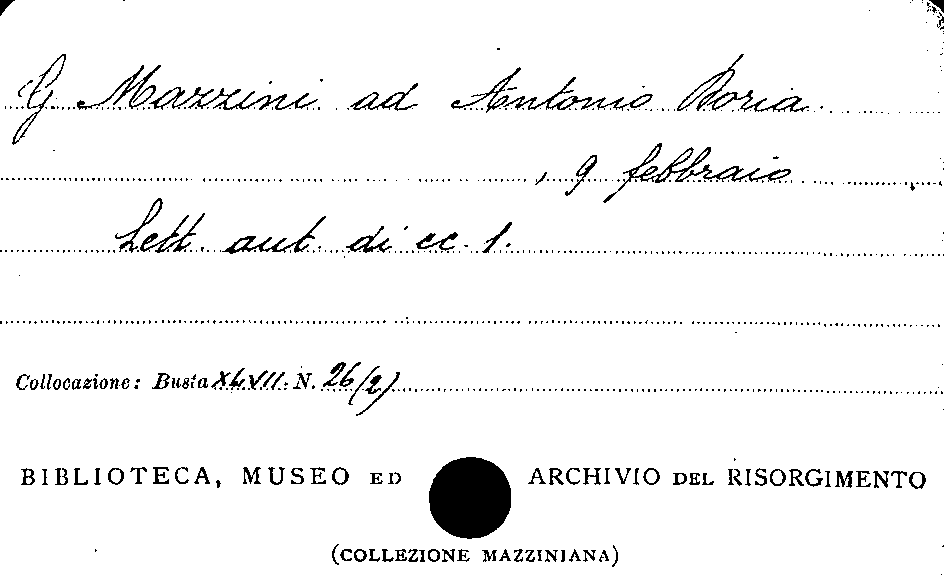 G. Mazzini ad Antonio Doria.
, 9 febbraio
Lett. aut. di cc. 1.
Collocazione: Busta XLVII. N. 26(2)
BIBLIOTECA, MUSEO ED ARCHIVIO DEL RISORGIMENTO
(COLLEZIONE MAZZINIANA)